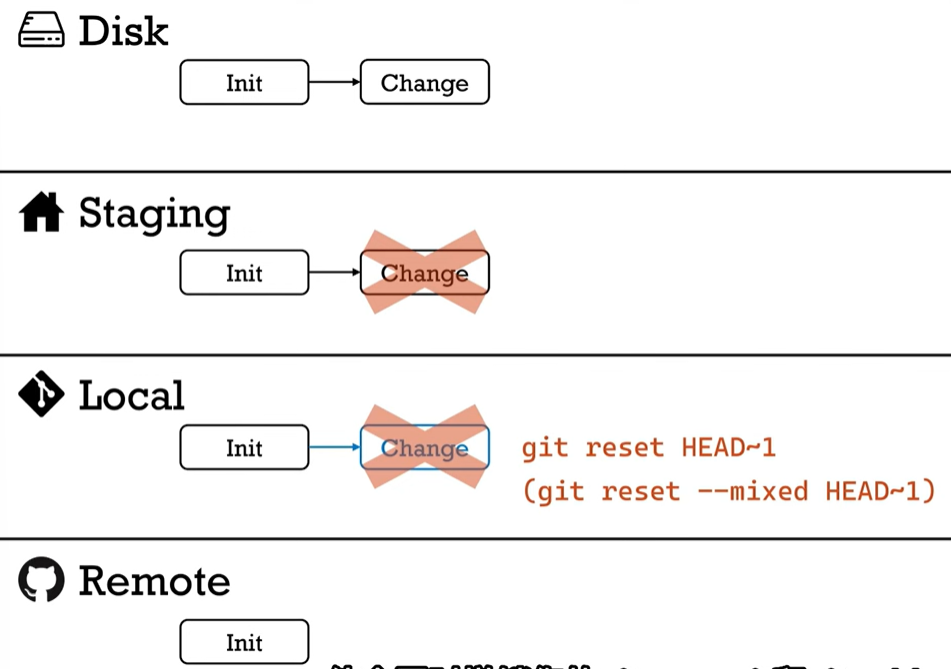 Disk
Init
Change
Staging
Init
Change
Local
Init
Change
git reset HEAD~1
(git reset --mixed HEAD~1)
Remote
Init